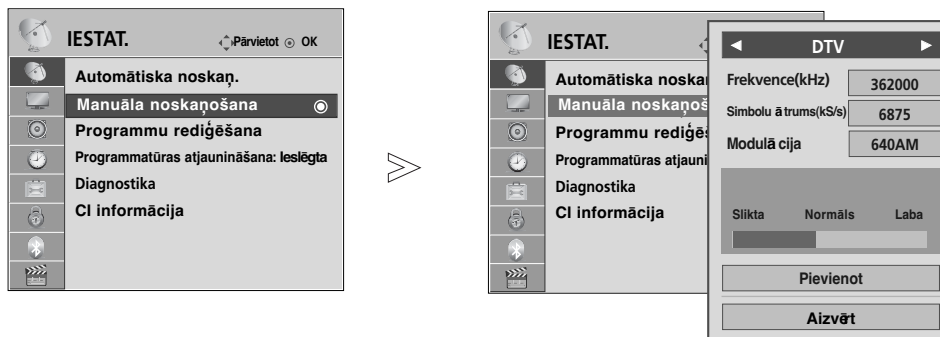 IESTAT.
Pārvietot OK
Automātiska noskaņ.
Manuāla noskaņošana
Programmu rediģēšana
Programmatūras atjaunināšana: Ieslēgta
Diagnostika
CI informācija
IESTAT.
Automātiska noska
Manuāla noskaņoš
Programmu rediģēs
Programmatūras atjauni
Diagnostika
CI informācija
DTV
Frekvence(kHz) 362000
Simbolu ātrums(kS/s) 6875
Modulācija 640AM
Slikta Normāls Laba
Pievienot
Aizvērt